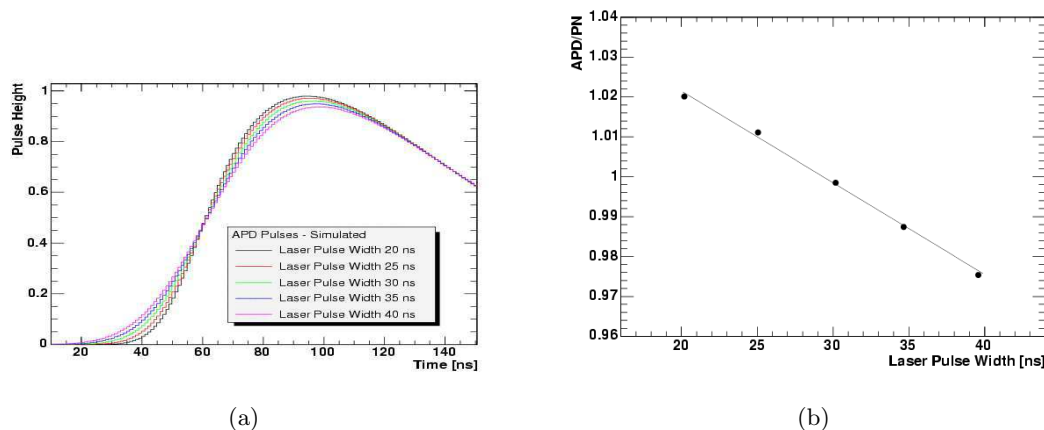 Pulse Height
1
0.8
0.6
0.4
0.2
0
20 40 60 80 100 120 140
Time [ns]
APD Pulses - Simulated
Laser Pulse Width 20 ns
Laser Pulse Width 25 ns
Laser Pulse Width 30 ns
Laser Pulse Width 35 ns
Laser Pulse Width 40 ns
(a)
APD/PN
1.04
1.03
1.02
1.01
1
0.99
0.98
0.97
0.96
20 25 30 35 40
Laser Pulse Width [ns]
(b)